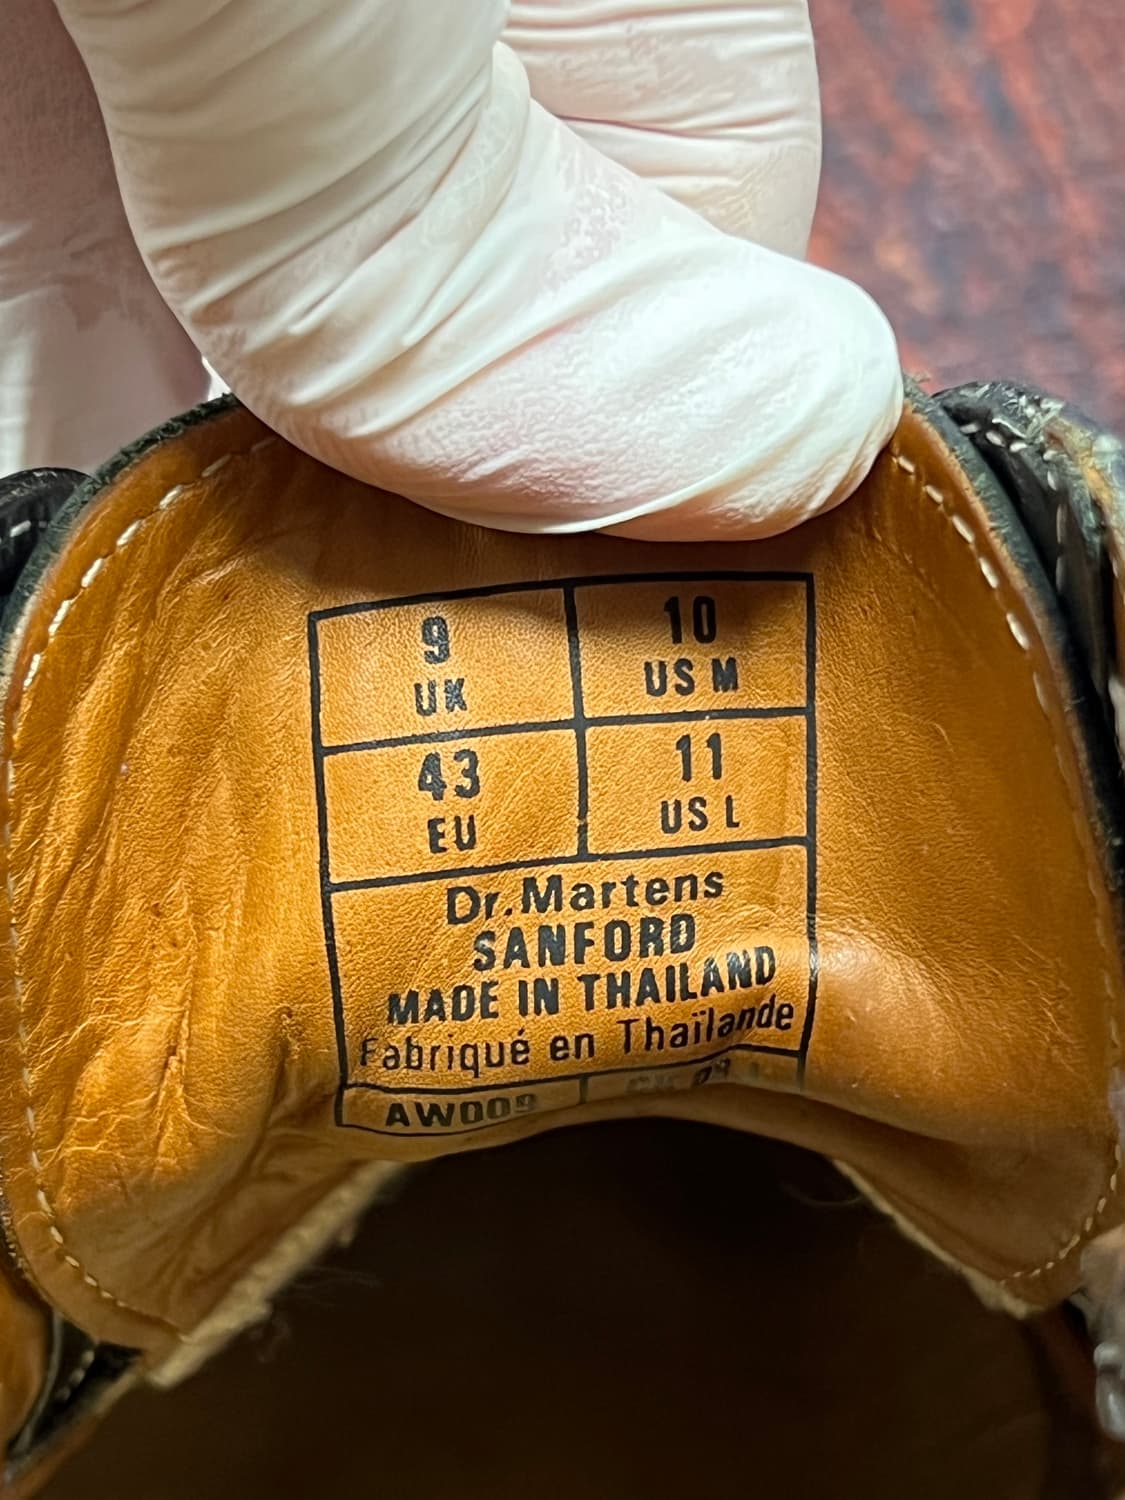 9 10
UK US M
43 11
EU US L
Dr. Martens
SANFORD
MADE IN THAILAND
Fabriqué en Thaïlande
AW009